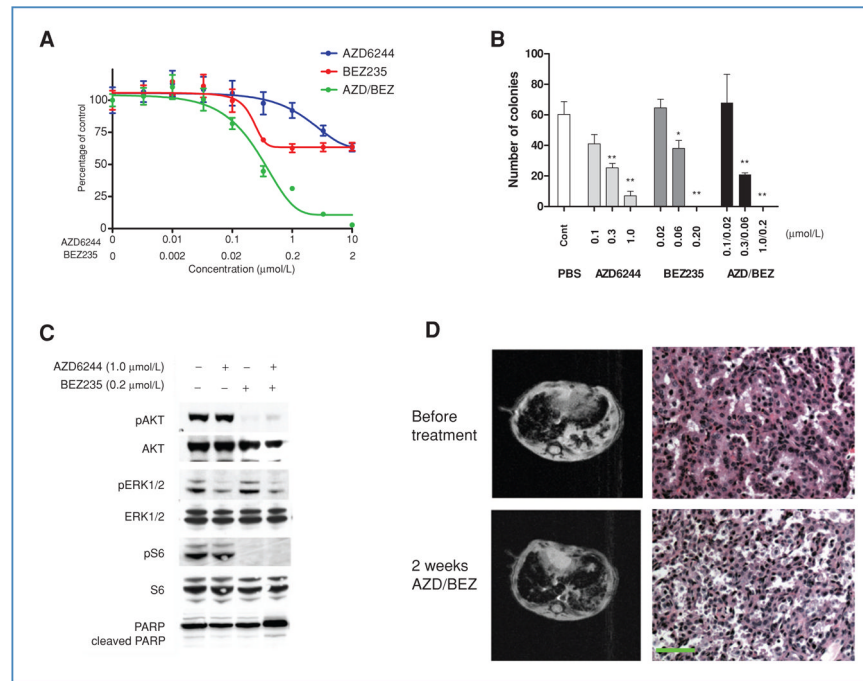 A
AZD6244
BEZ235
AZD/BEZ
Percentage of control
100
75
50
25
0
AZD6244 0 0.01 0.1 1 10
BEZ235 0 0.002 0.02 0.2 2
Concentration (μmol/L)
B
Number of colonies
100
80
60
40
20
0
** ** * ** ** **
Cont 0.1 0.3 1.0 0.02 0.06 0.20 0.1/0.02 0.3/0.06 1.0/0.2 (μmol/L)
PBS AZD6244 BEZ235 AZD/BEZ
C
AZD6244 (1.0 μmol/L) – + – +
BEZ235 (0.2 μmol/L) – – + +
pAKT
AKT
pERK1/2
ERK1/2
pS6
S6
PARP
cleaved PARP
D
Before
treatment
2 weeks
AZD/BEZ